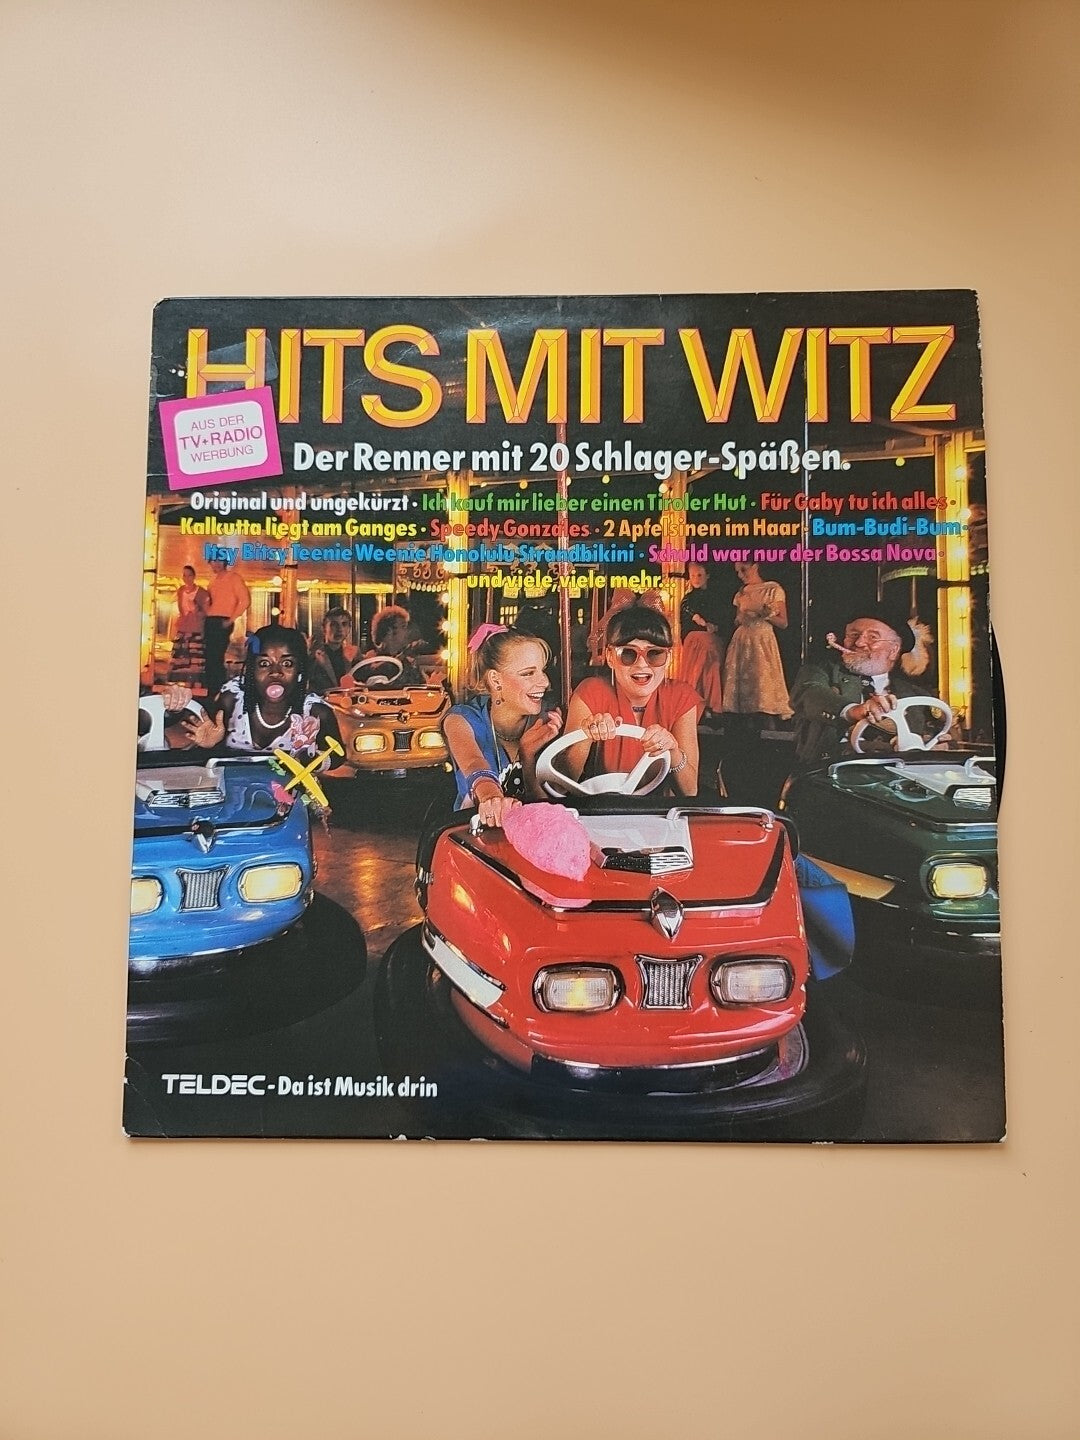 HITS MIT WITZ
AUS DER
TV+RADIO
WERBUNG
Der Renner mit 20 Schlager-Späßen.
Original und ungekürzt · Ich kauf mir lieber einen Tiroler Hut · Für Gaby tu ich alles ·
Kalkutta liegt am Ganges · Speedy Gonzales · 2 Apfelsinen im Haar · Bum-Budi-Bum ·
Itsy Bitsy Teenie Weenie Honolulu Strandbikini · Schuld war nur der Bossa Nova ·
und viele, viele mehr...
TELDEC - Da ist Musik drin